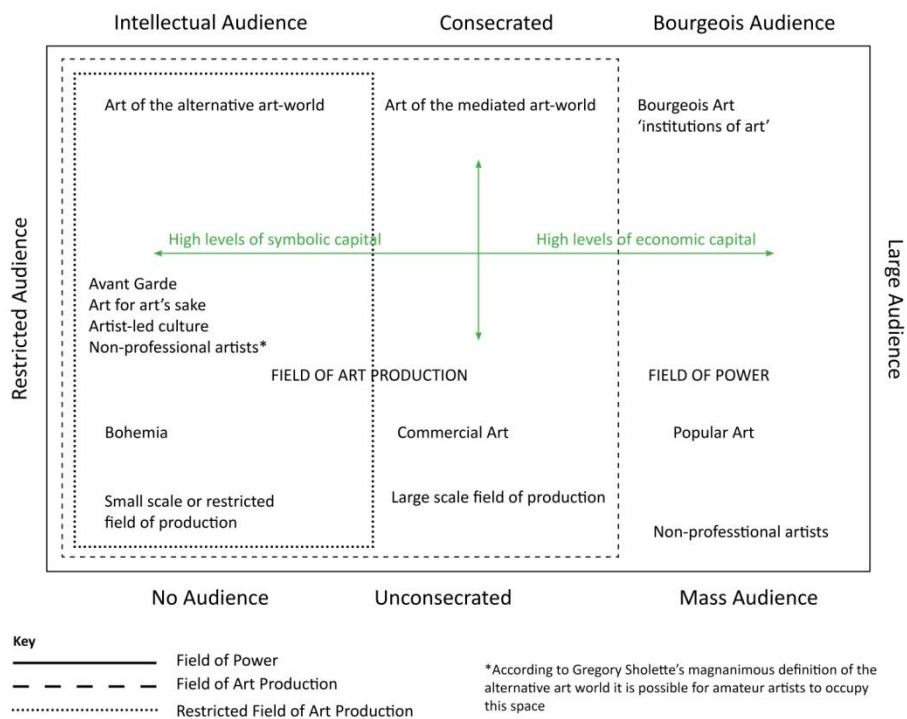 Intellectual Audience
Consecrated
Bourgeois Audience
Restricted Audience
Large Audience
Art of the alternative art-world
Art of the mediated art-world
Bourgeois Art
‘institutions of art’
High levels of symbolic capital
High levels of economic capital
Avant Garde
Art for art’s sake
Artist-led culture
Non-professional artists*
FIELD OF ART PRODUCTION
FIELD OF POWER
Bohemia
Commercial Art
Popular Art
Small scale or restricted
field of production
Large scale field of production
Non-professtional artists
No Audience
Unconsecrated
Mass Audience
Key
Field of Power
Field of Art Production
Restricted Field of Art Production
*According to Gregory Sholette’s magnanimous definition of the
alternative art world it is possible for amateur artists to occupy
this space